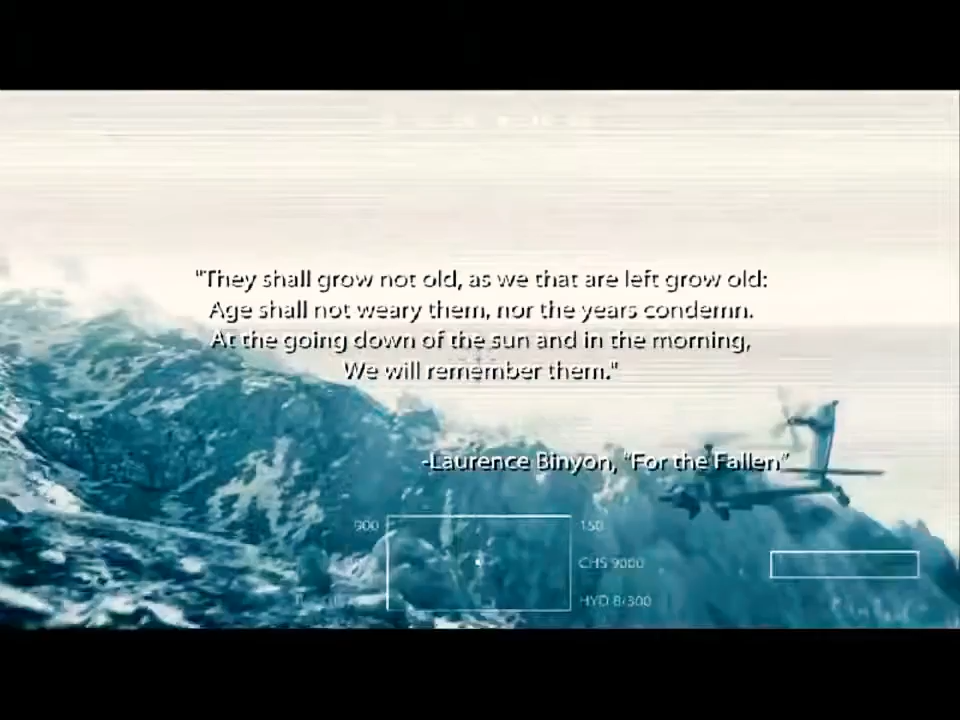 "They shall grow not old, as we that are left grow old:
Age shall not weary them, nor the years condemn.
At the going down of the sun and in the morning,
We will remember them."
-Laurence Binyon, "For the Fallen"
900
150
CHS 9000
HYD 8/300